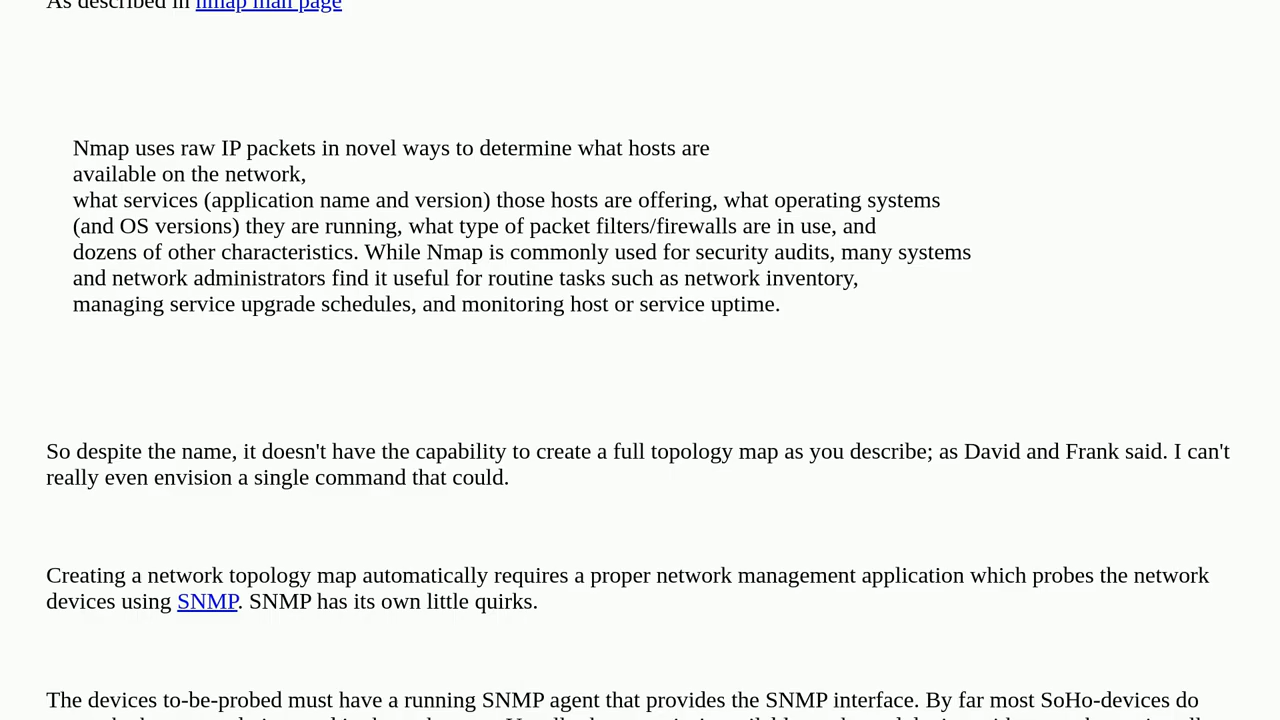 As described in nmap man page
Nmap uses raw IP packets in novel ways to determine what hosts are
available on the network,
what services (application name and version) those hosts are offering, what operating systems
(and OS versions) they are running, what type of packet filters/firewalls are in use, and
dozens of other characteristics. While Nmap is commonly used for security audits, many systems
and network administrators find it useful for routine tasks such as network inventory,
managing service upgrade schedules, and monitoring host or service uptime.
So despite the name, it doesn't have the capability to create a full topology map as you describe; as David and Frank said. I can't
really even envision a single command that could.
Creating a network topology map automatically requires a proper network management application which probes the network
devices using SNMP. SNMP has its own little quirks.
The devices to-be-probed must have a running SNMP agent that provides the SNMP interface. By far most SoHo-devices do